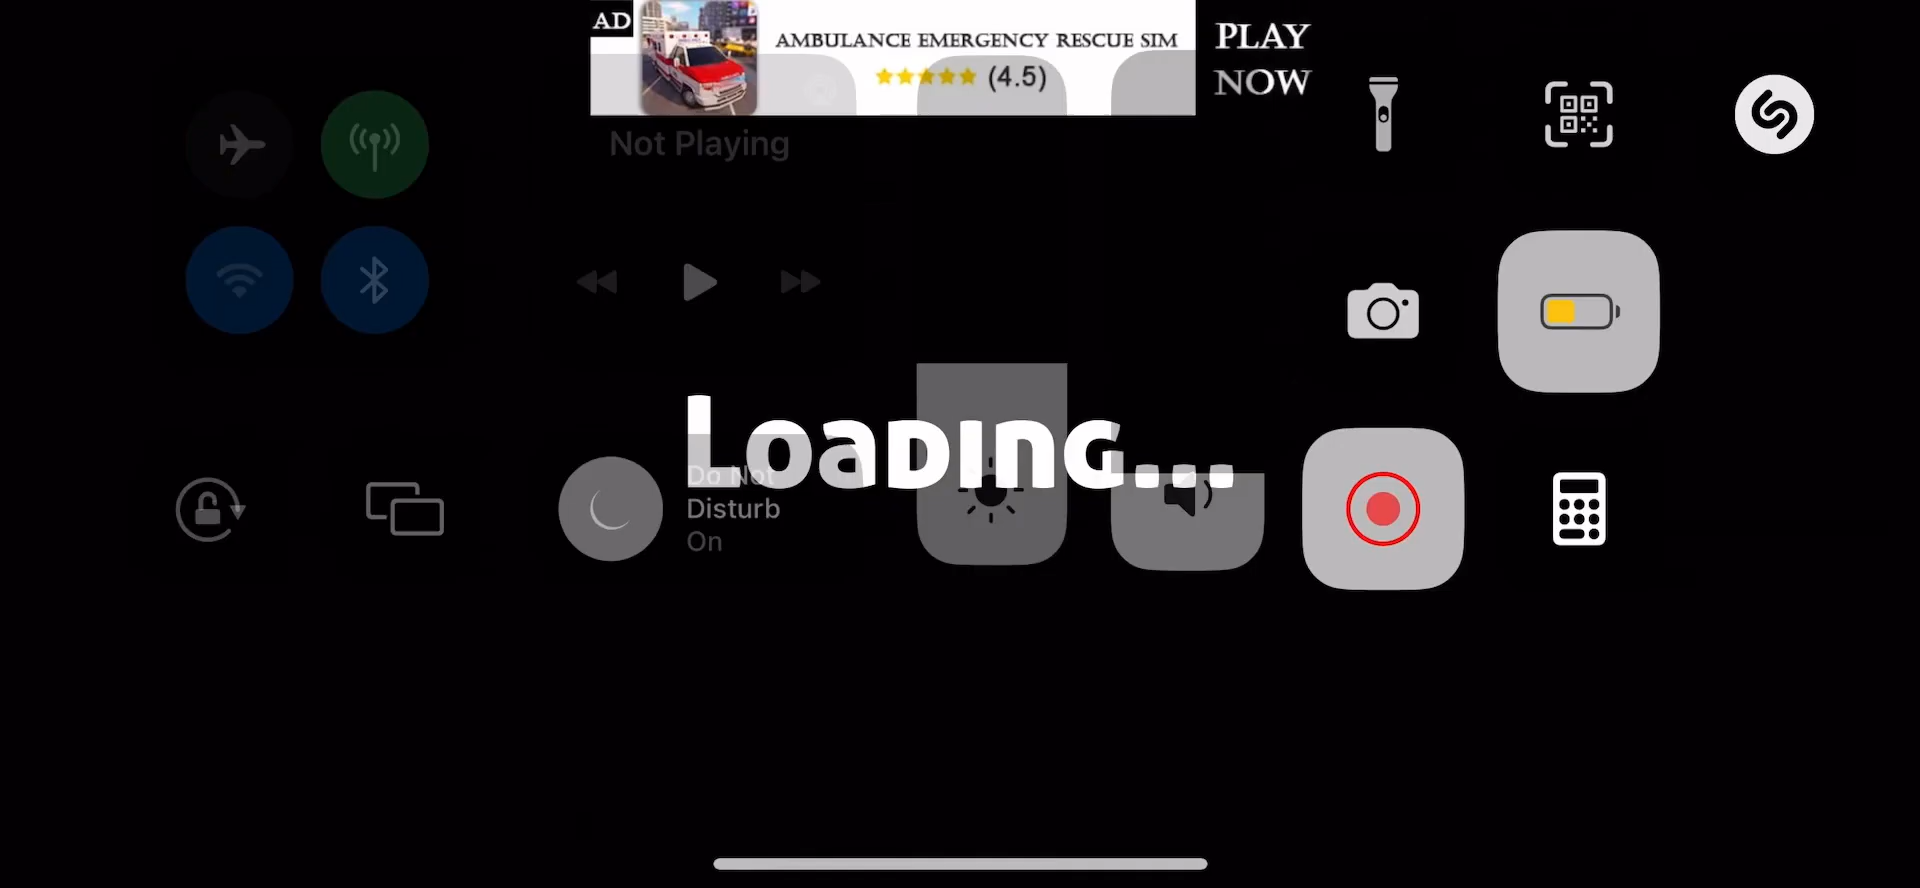 AD
AMBULANCE EMERGENCY RESCUE SIM
(4.5)
PLAY
NOW
Not Playing
Loading...
Do Not
Disturb
On